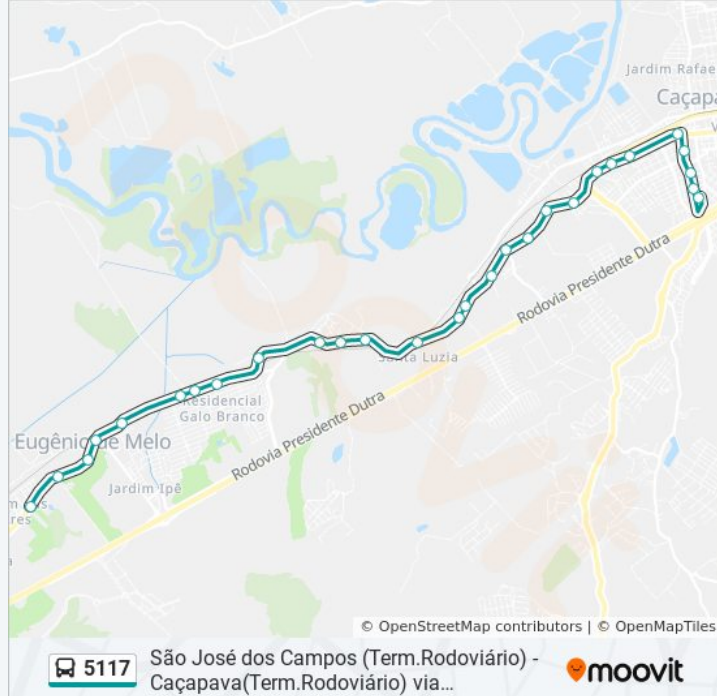 Jardim Rafae
Caçapa
Rodovia Presidente Dutra
Santa Luzia
Residencial
Galo Branco
Rodovia Presidente Dutra
Eugênio de Melo
Jardim Ipê
res
© OpenStreetMap contributors | © OpenMapTiles
5117
São José dos Campos (Term.Rodoviário) -
Caçapava(Term.Rodoviário) via...
moovit